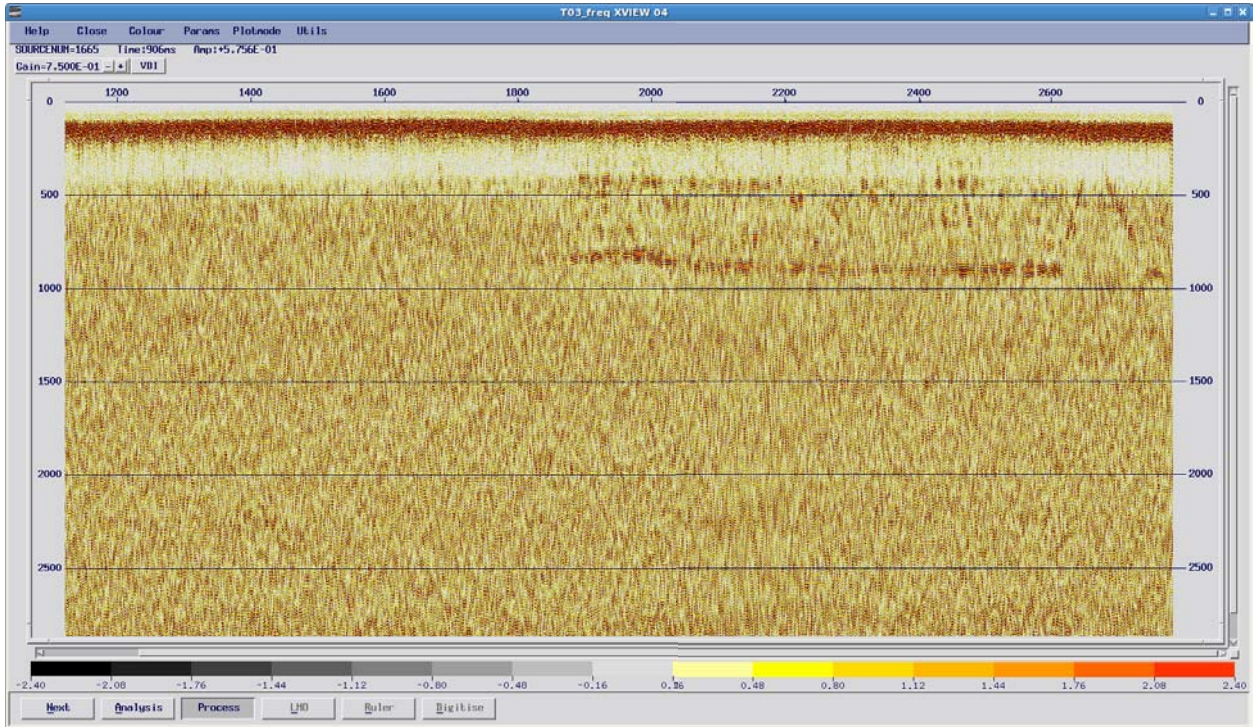 T03_freq XVIEW 04
Help Close Colour Params Plotmode Utils
SOURCENUM=1665 Time:906ms Amp:+5.756E-01
Gain=7.500E-01 - + VDI
1200 1400 1600 1800 2000 2200 2400 2600
0 0
500 500
1000 1000
1500 1500
2000 2000
2500 2500
-2.40 -2.08 -1.76 -1.44 -1.12 -0.80 -0.48 -0.16 0.16 0.48 0.80 1.12 1.44 1.76 2.08 2.40
Next Analysis Process LMO Ruler Digitise